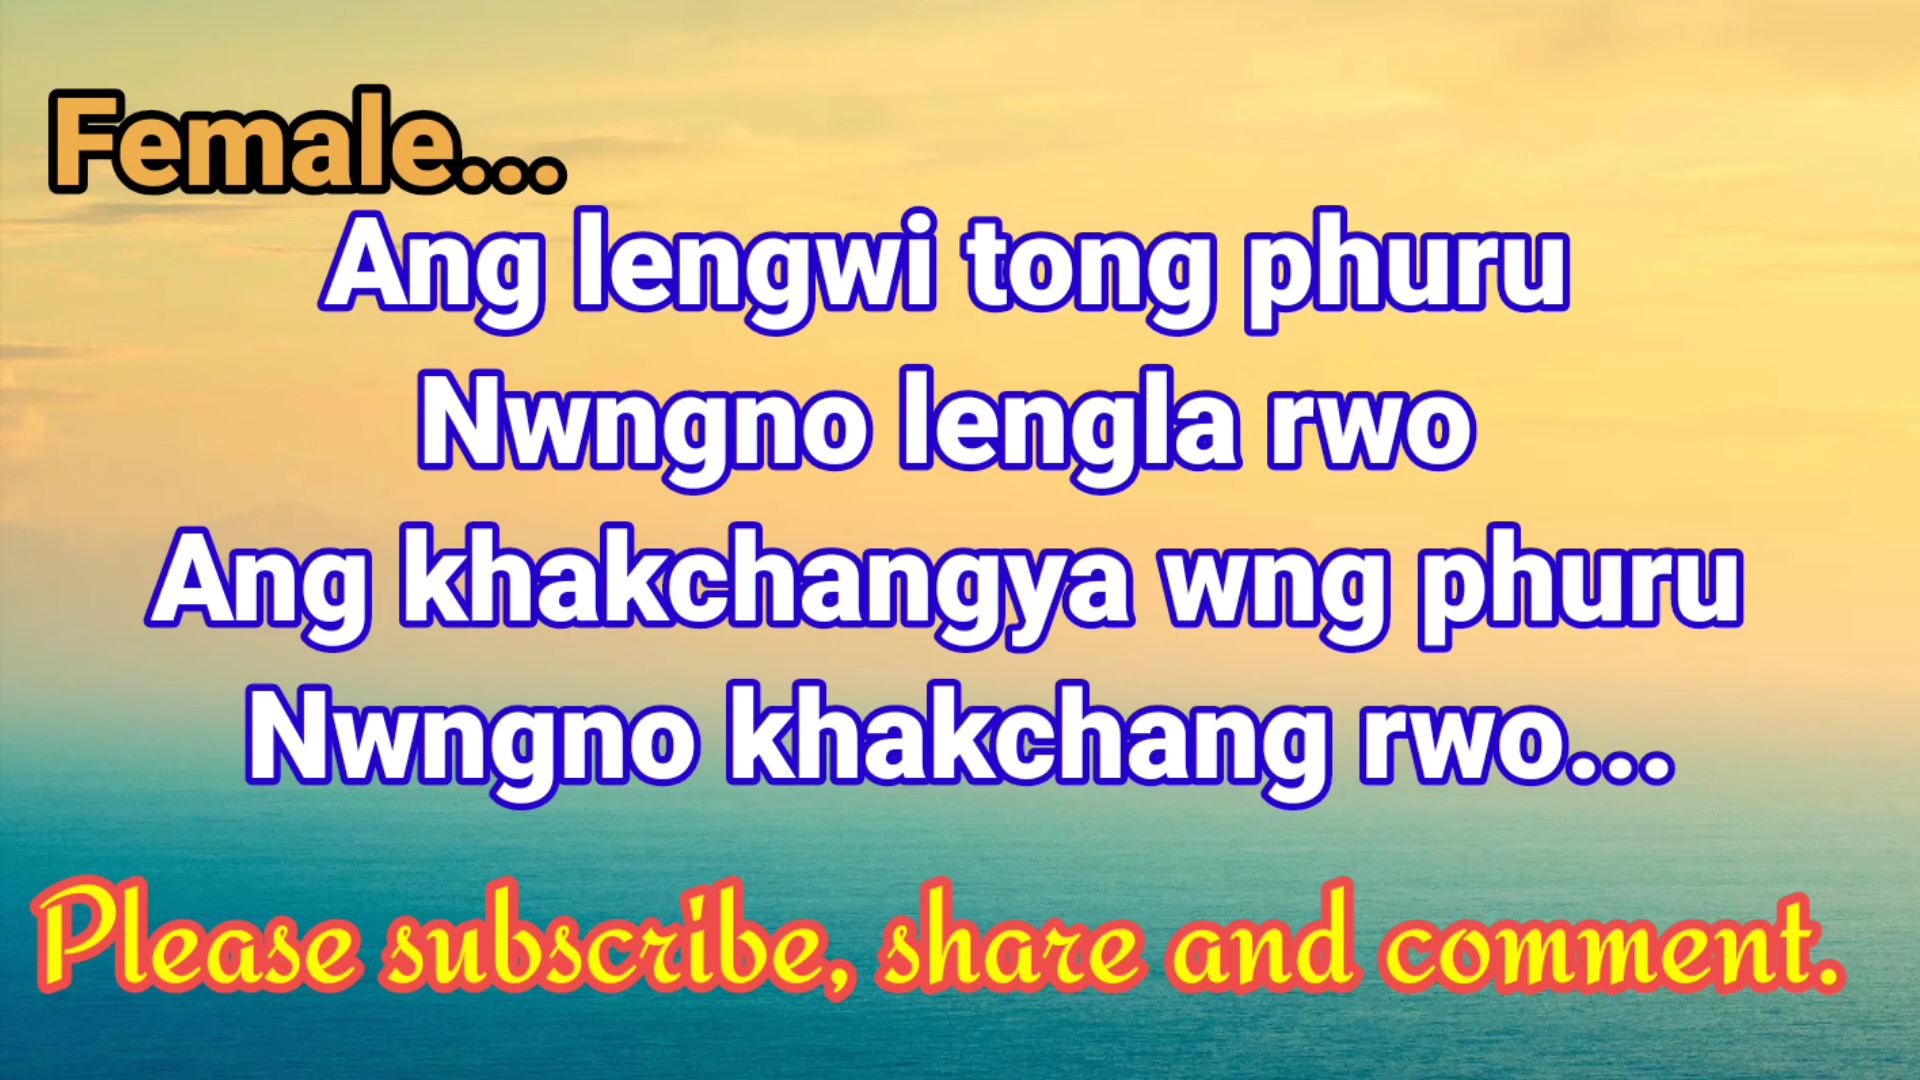 Female...
Ang lengwi tong phuru
Nwngno lengla rwo
Ang khakchangya wng phuru
Nwngno khakchang rwo...
Please subscribe, share and comment.